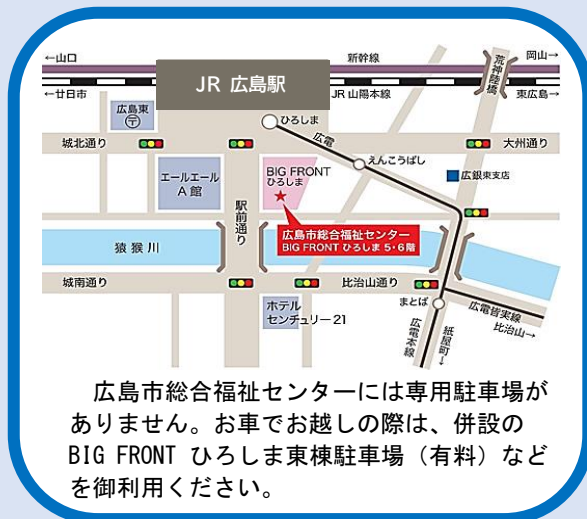 ←山口
新幹線
岡山→
荒神陸橋
JR 広島駅
←廿日市
JR山陽本線
東広島→
広島東
〒
ひろしま
広電
城北通り
大州通り
えんこうばし
エールエール
A 館
BIG FRONT
ひろしま
広銀東支店
駅前通り
広島市総合福祉センター
BIG FRONT ひろしま 5・6 階
猿猴川
城南通り
比治山通り
まとば
ホテル
センチュリー21
広電皆実線
比治山→
広電本線
紙屋町→
広島市総合福祉センターには専用駐車場が
ありません。お車でお越しの際は、併設の
BIG FRONT ひろしま東棟駐車場（有料）など
を御利用ください。